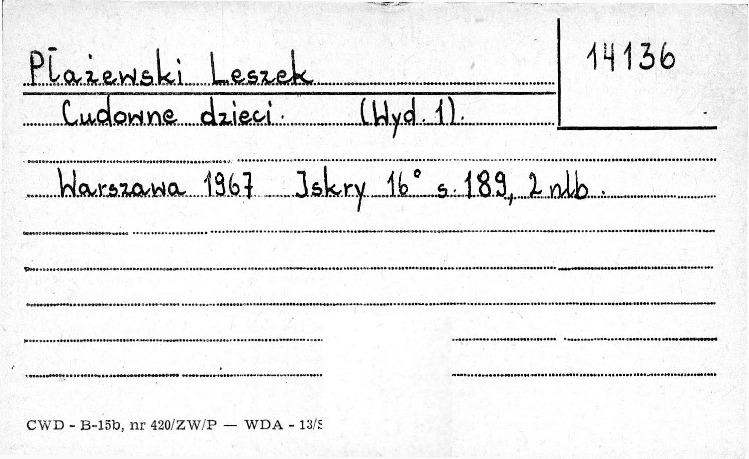 14136
Płażewski Leszek
Cudowne dzieci. (Wyd. 1).
Warszawa 1967 Iskry 16° s. 189, 2 nlb.
CWD - B-15b, nr 420/ZW/P — WDA - 13/S